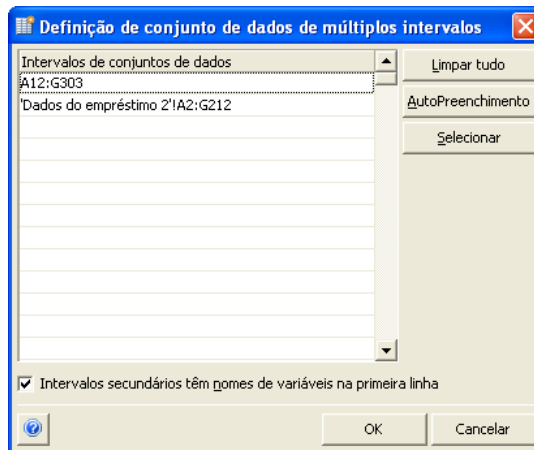 Definição de conjunto de dados de múltiplos intervalos
Intervalos de conjuntos de dados
A12:G303
'Dados do empréstimo 2'!A2:G212
Limpar tudo
AutoPreenchimento
Selecionar
Intervalos secundários têm nomes de variáveis na primeira linha
OK
Cancelar